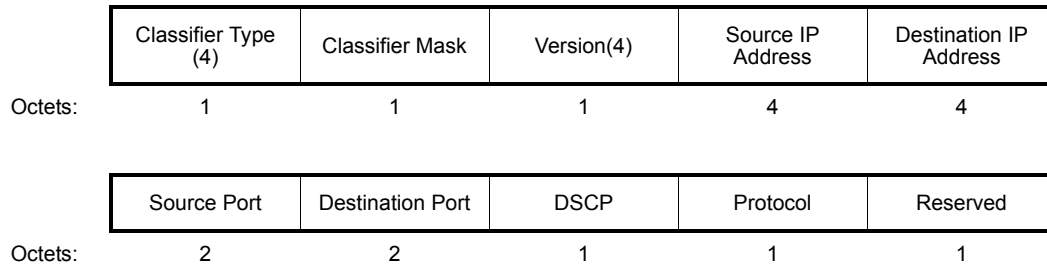 Classifier Type
(4)
Classifier Mask
Version(4)
Source IP
Address
Destination IP
Address
Octets: 1 1 1 4 4
Source Port
Destination Port
DSCP
Protocol
Reserved
Octets: 2 2 1 1 1